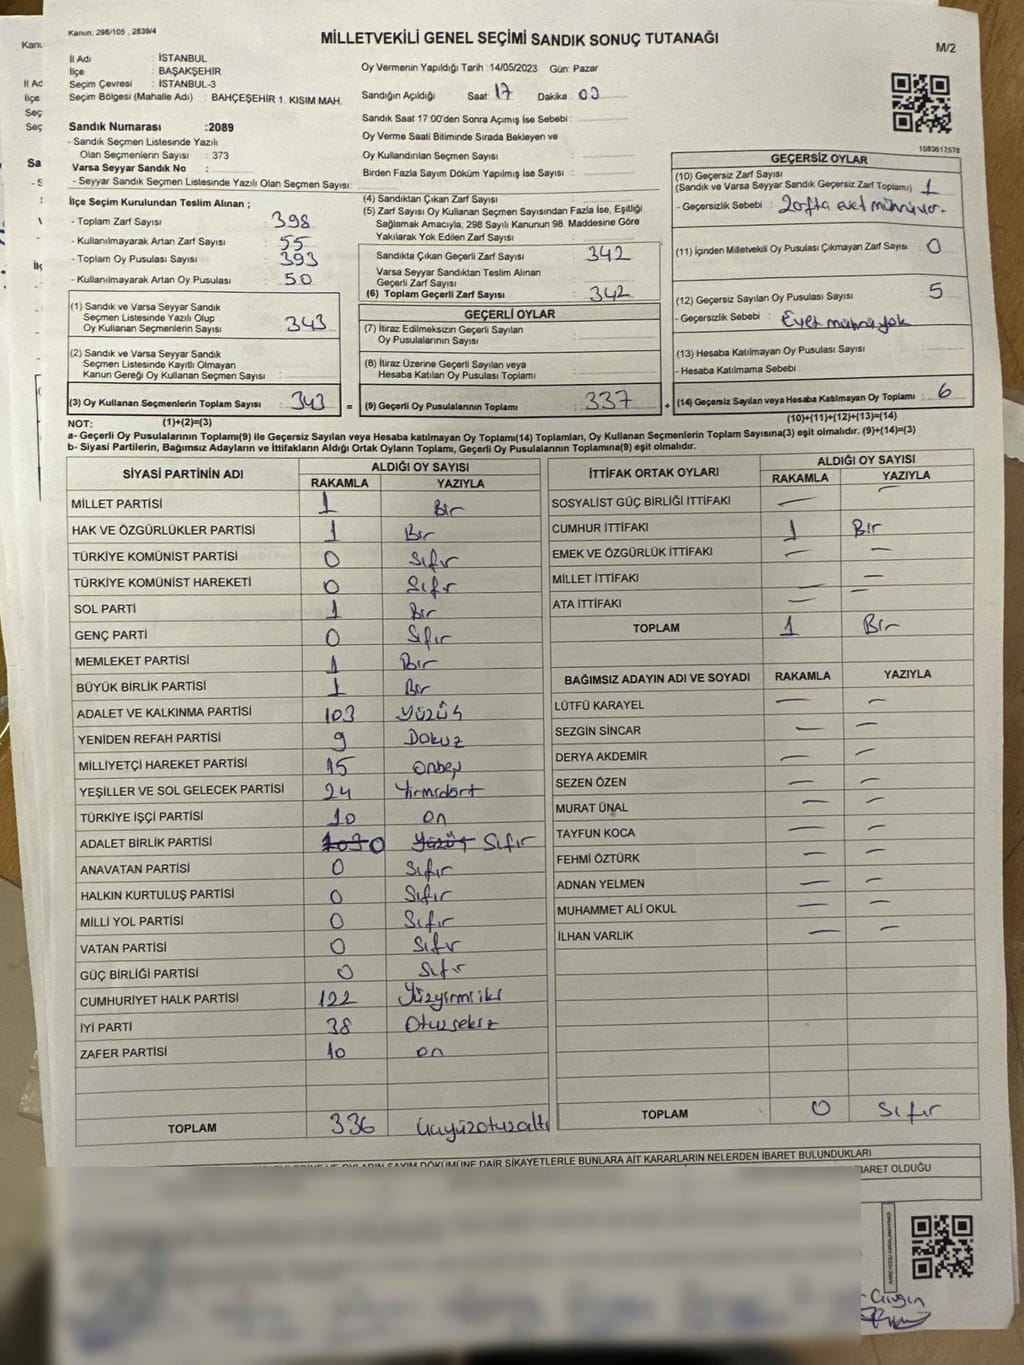 Kanun, 298/105 , 2839/4
MİLLETVEKİLİ GENEL SEÇİMİ SANDIK SONUÇ TUTANAĞI
M/2
İl Adı : İSTANBUL
İlçe : BAŞAKŞEHİR
Seçim Çevresi : İSTANBUL-3
Seçim Bölgesi (Mahalle Adı) : BAHÇEŞEHİR 1. KISIM MAH.
Sandık Numarası :2089
- Sandık Seçmen Listesinde Yazılı
Olan Seçmenlerin Sayısı : 373
Varsa Seyyar Sandık No :
- Seyyar Sandık Seçmen Listesinde Yazılı Olan Seçmen Sayısı:
İlçe Seçim Kurulundan Teslim Alınan ;
- Toplam Zarf Sayısı : 398
- Kullanılmayarak Artan Zarf Sayısı : 55
- Toplam Oy Pusulası Sayısı : 393
- Kullanılmayarak Artan Oy Pusulası : 50
(1) Sandık ve Varsa Seyyar Sandık
Seçmen Listesinde Yazılı Olup
Oy Kullanan Seçmenlerin Sayısı : 343
(2) Sandık ve Varsa Seyyar Sandık
Seçmen Listesinde Kayıtlı Olmayan
Kanun Gereği Oy Kullanan Seçmen Sayısı :
(3) Oy Kullanan Seçmenlerin Toplam Sayısı : 343 =
Oy Vermenin Yapıldığı Tarih :14/05/2023 Gün: Pazar
Sandığın Açıldığı Saat: 17 Dakika : 00
Sandık Saat 17:00'den Sonra Açımış İse Sebebi :
Oy Verme Saati Bitiminde Sırada Bekleyen ve
Oy Kullandırılan Seçmen Sayısı :
Birden Fazla Sayım Döküm Yapılmış İse Sayısı :
(4) Sandıktan Çıkan Zarf Sayısı :
(5) Zarf Sayısı Oy Kullanan Seçmen Sayısından Fazla İse, Eşitliği
Sağlamak Amacıyla, 298 Sayılı Kanunun 98. Maddesine Göre
Yakılarak Yok Edilen Zarf Sayısı :
Sandıkta Çıkan Geçerli Zarf Sayısı : 342
Varsa Seyyar Sandıktan Teslim Alınan
Geçerli Zarf Sayısı :
(6) Toplam Geçerli Zarf Sayısı : 342
GEÇERLİ OYLAR
(7) İtiraz Edilmeksizin Geçerli Sayılan
Oy Pusulalarının Sayısı :
(8) İtiraz Üzerine Geçerli Sayılan veya
Hesaba Katılan Oy Pusulası Toplamı :
(9) Geçerli Oy Pusulalarının Toplamı : 337 +
1083617578
GEÇERSİZ OYLAR
(10) Geçersiz Zarf Sayısı
(Sandık ve Varsa Seyyar Sandık Geçersiz Zarf Toplamı) : 1
- Geçersizlik Sebebi : Zarfta evet mührü var.
(11) İçinden Milletvekili Oy Pusulası Çıkmayan Zarf Sayısı : 0
(12) Geçersiz Sayılan Oy Pusulası Sayısı : 5
- Geçersizlik Sebebi : Evet mührü yok
(13) Hesaba Katılmayan Oy Pusulası Sayısı :
- Hesaba Katılmama Sebebi :
(14) Geçersiz Sayılan veya Hesaba Katılmayan Oy Toplamı : 6
NOT: (1)+(2)=(3) (10)+(11)+(12)+(13)=(14)
a- Geçerli Oy Pusulalarının Toplamı(9) ile Geçersiz Sayılan veya Hesaba katılmayan Oy Toplamı(14) Toplamları, Oy Kullanan Seçmenlerin Toplam Sayısına(3) eşit olmalıdır. (9)+(14)=(3)
b- Siyasi Partilerin, Bağımsız Adayların ve İttifakların Aldığı Ortak Oyların Toplamı, Geçerli Oy Pusulalarının Toplamına(9) eşit olmalıdır.
SİYASİ PARTİNİN ADI ALDIĞI OY SAYISI
RAKAMLA YAZIYLA
MİLLET PARTİSİ 1 Bir
HAK VE ÖZGÜRLÜKLER PARTİSİ 1 Bir
TÜRKİYE KOMÜNİST PARTİSİ 0 Sıfır
TÜRKİYE KOMÜNİST HAREKETİ 0 Sıfır
SOL PARTİ 1 Bir
GENÇ PARTİ 0 Sıfır
MEMLEKET PARTİSİ 1 Bir
BÜYÜK BİRLİK PARTİSİ 1 Bir
ADALET VE KALKINMA PARTİSİ 103 Yüzüç
YENİDEN REFAH PARTİSİ 9 Dokuz
MİLLİYETÇİ HAREKET PARTİSİ 15 Onbeş
YEŞİLLER VE SOL GELECEK PARTİSİ 24 Yirmidört
TÜRKİYE İŞÇİ PARTİSİ 10 on
ADALET BİRLİK PARTİSİ 0 Sıfır
ANAVATAN PARTİSİ 0 Sıfır
HALKIN KURTULUŞ PARTİSİ 0 Sıfır
MİLLİ YOL PARTİSİ 0 Sıfır
VATAN PARTİSİ 0 Sıfır
GÜÇ BİRLİĞİ PARTİSİ 0 Sıfır
CUMHURİYET HALK PARTİSİ 122 Yüzyirmiiki
İYİ PARTİ 38 Otuzsekiz
ZAFER PARTİSİ 10 on
TOPLAM 336 Üçyüzotuzaltı
İTTİFAK ORTAK OYLARI ALDIĞI OY SAYISI
RAKAMLA YAZIYLA
SOSYALİST GÜÇ BİRLİĞİ İTTİFAKI — —
CUMHUR İTTİFAKI 1 Bir
EMEK VE ÖZGÜRLÜK İTTİFAKI — —
MİLLET İTTİFAKI — —
ATA İTTİFAKI — —
TOPLAM 1 Bir
BAĞIMSIZ ADAYIN ADI VE SOYADI RAKAMLA YAZIYLA
LÜTFÜ KARAYEL — —
SEZGİN SİNCAR — —
DERYA AKDEMİR — —
SEZEN ÖZEN — —
MURAT ÜNAL — —
TAYFUN KOCA — —
FEHMİ ÖZTÜRK — —
ADNAN YELMEN — —
MUHAMMET ALİ OKUL — —
İLHAN VARLIK — —
TOPLAM 0 Sıfır
DÖKÜMÜNE DAİR ŞİKAYETLERLE BUNLARA AİT KARARLARIN NELERDEN İBARET BULUNDUKLARI
İBARET OLDUĞU